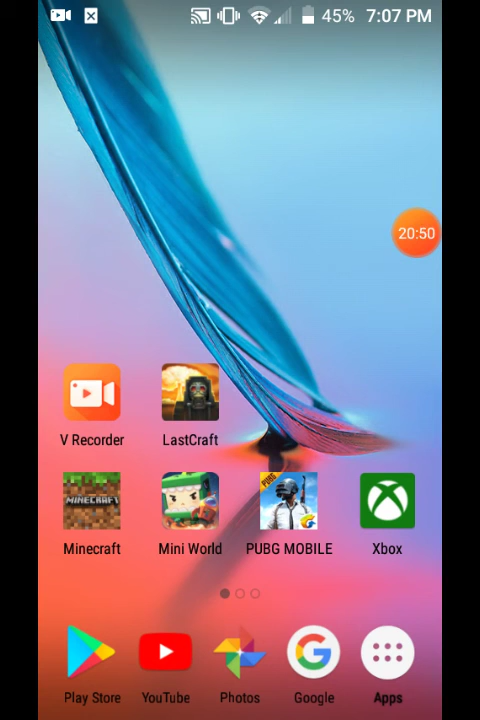 45% 7:07 PM
20:50
V Recorder LastCraft
MINECRAFT PUBG
Minecraft Mini World PUBG MOBILE Xbox
Play Store YouTube Photos Google Apps